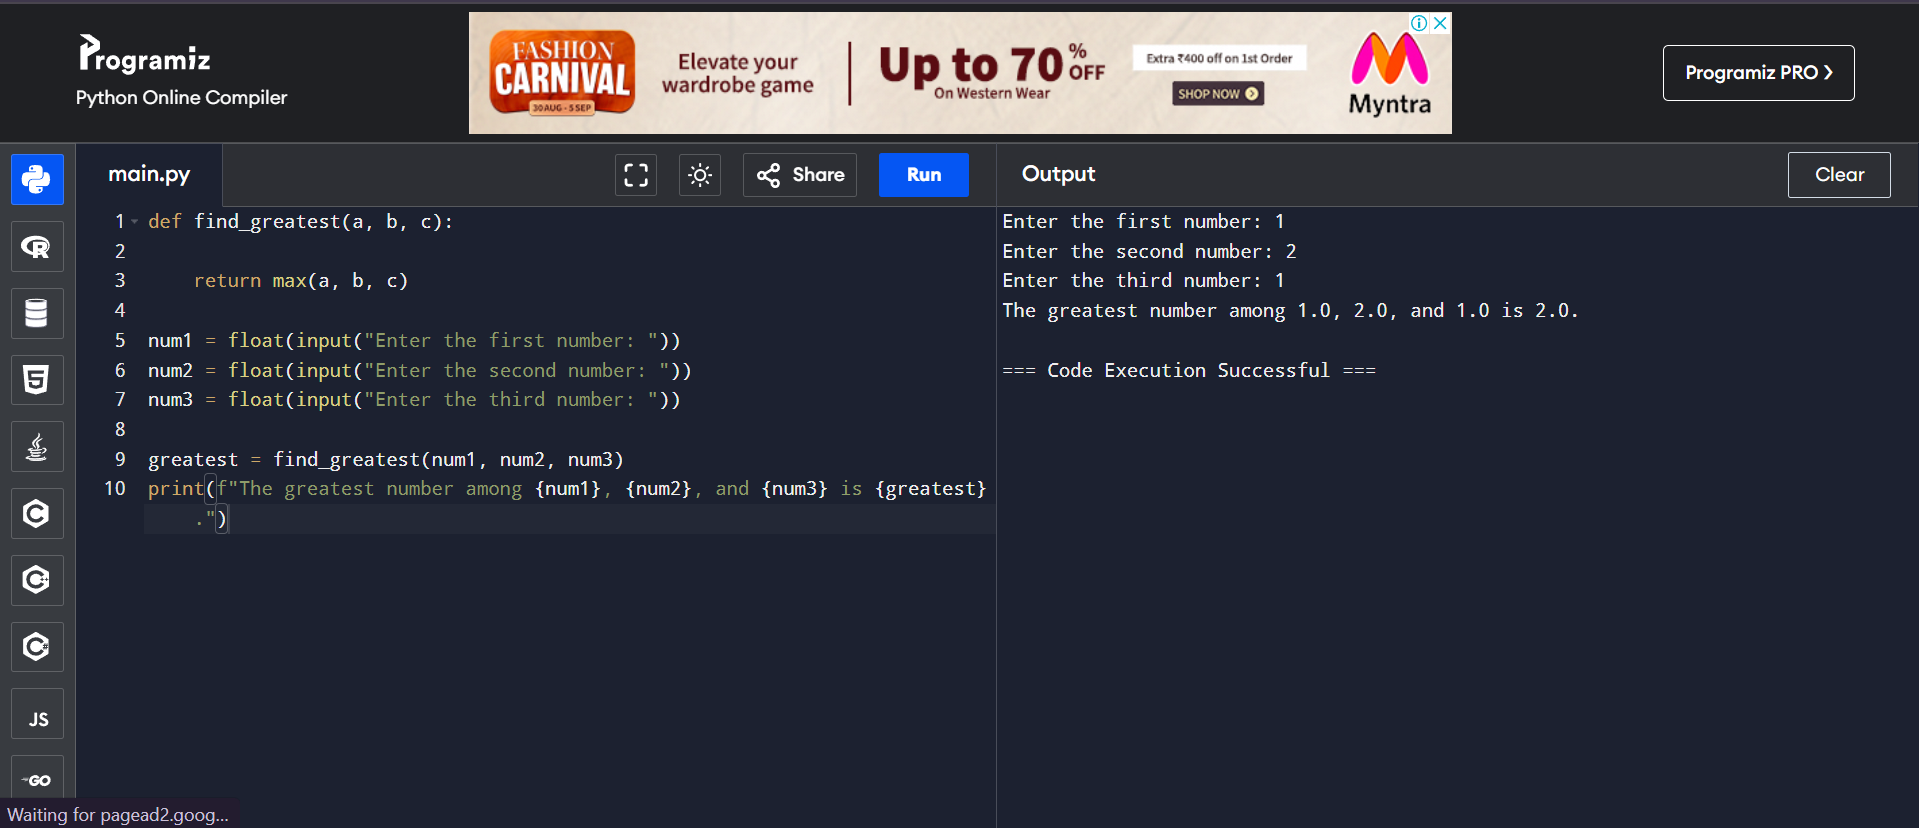 Programiz
Python Online Compiler
FASHION
CARNIVAL
30 AUG - 5 SEP
Elevate your
wardrobe game
Up to 70% OFF
On Western Wear
Extra ₹400 off on 1st Order
SHOP NOW
Myntra
Programiz PRO
main.py
Share
Run
Output
Clear
1 def find_greatest(a, b, c):
2
3     return max(a, b, c)
4
5 num1 = float(input("Enter the first number: "))
6 num2 = float(input("Enter the second number: "))
7 num3 = float(input("Enter the third number: "))
8
9 greatest = find_greatest(num1, num2, num3)
10 print(f"The greatest number among {num1}, {num2}, and {num3} is {greatest}
.")
Enter the first number: 1
Enter the second number: 2
Enter the third number: 1
The greatest number among 1.0, 2.0, and 1.0 is 2.0.
=== Code Execution Successful ===
R
5
C
C++
C#
JS
GO
Waiting for pagead2.goog...